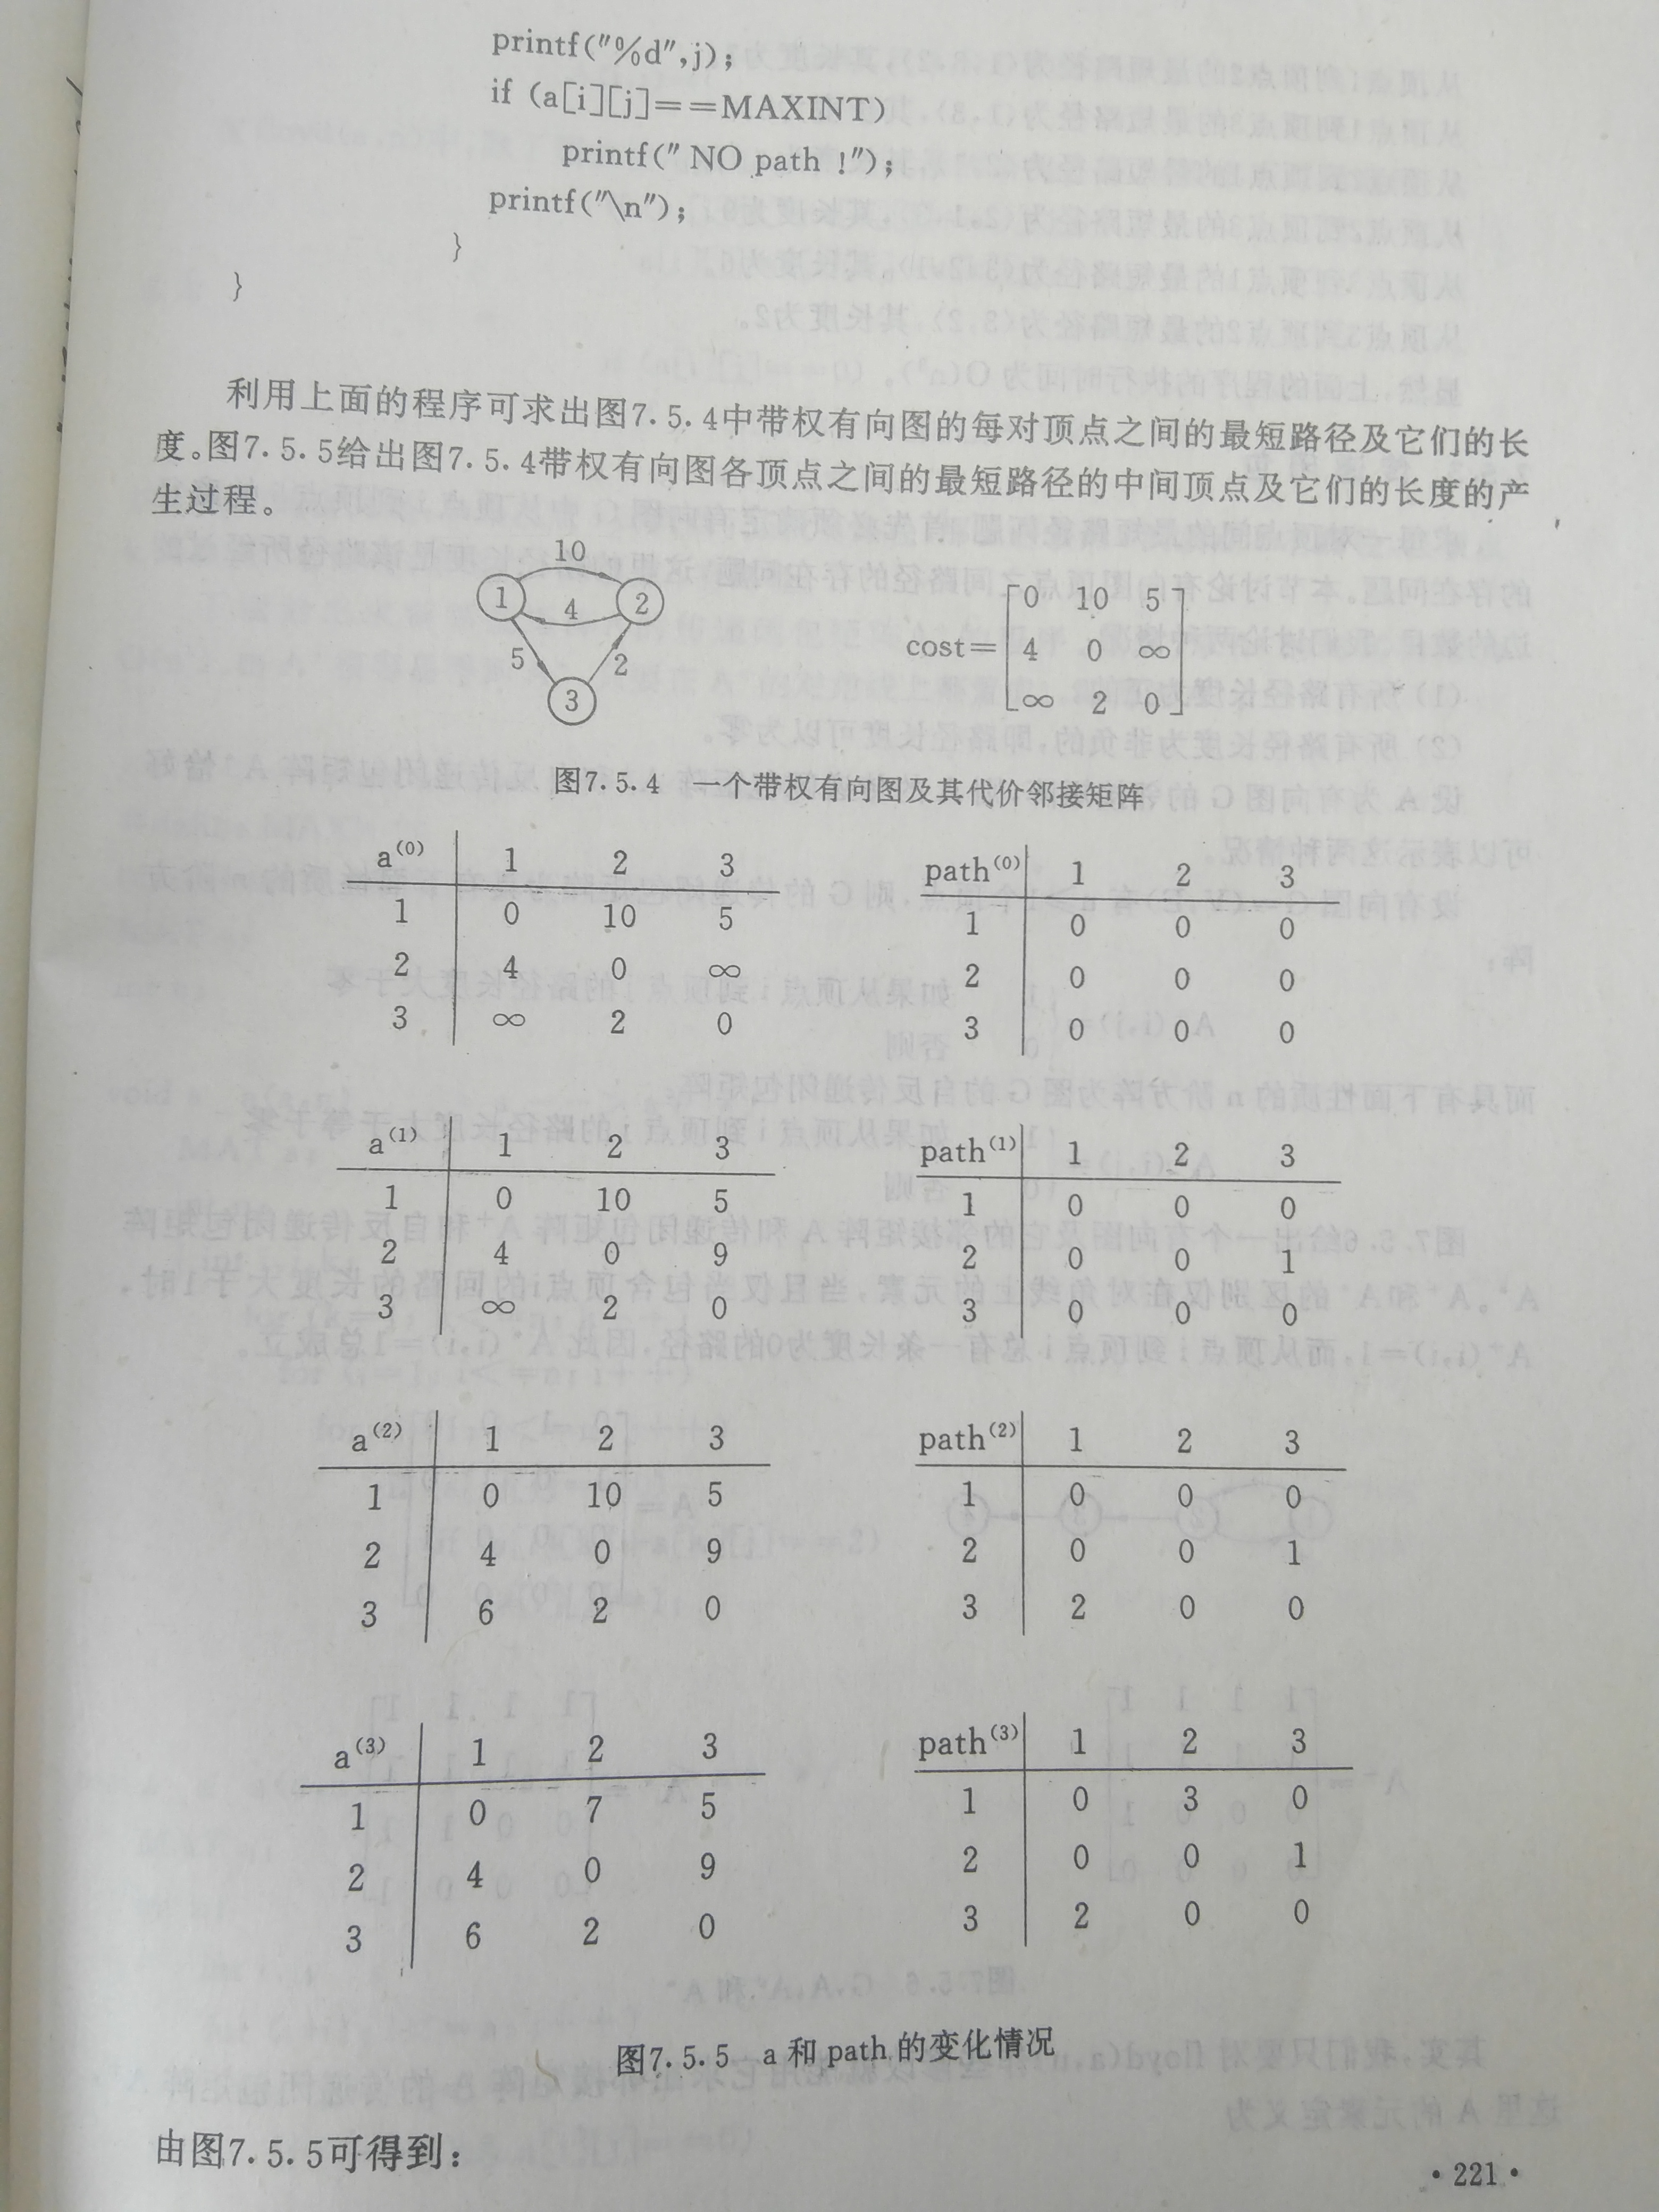 printf("%d",j);
if (a[i][j]==MAXINT)
printf(" NO path !");
printf("\n");
}
}
利用上面的程序可求出图7.5.4中带权有向图的每对顶点之间的最短路径及它们的长
度。图7.5.5给出图7.5.4带权有向图各顶点之间的最短路径的中间顶点及它们的长度的产
生过程。
10
1 4 2
5 2
3
0 10 5
cost= 4 0 ∞
∞ 2 0
图7.5.4 一个带权有向图及其代价邻接矩阵
a(0) 1 2 3
1 0 10 5
2 4 0 ∞
3 ∞ 2 0
path(0) 1 2 3
1 0 0 0
2 0 0 0
3 0 0 0
a(1) 1 2 3
1 0 10 5
2 4 0 9
3 ∞ 2 0
path(1) 1 2 3
1 0 0 0
2 0 0 1
3 0 0 0
a(2) 1 2 3
1 0 10 5
2 4 0 9
3 6 2 0
path(2) 1 2 3
1 0 0 0
2 0 0 1
3 2 0 0
a(3) 1 2 3
1 0 7 5
2 4 0 9
3 6 2 0
path(3) 1 2 3
1 0 3 0
2 0 0 1
3 2 0 0
图7.5.5 a 和 path 的变化情况
由图7.5.5可得到：
·221·